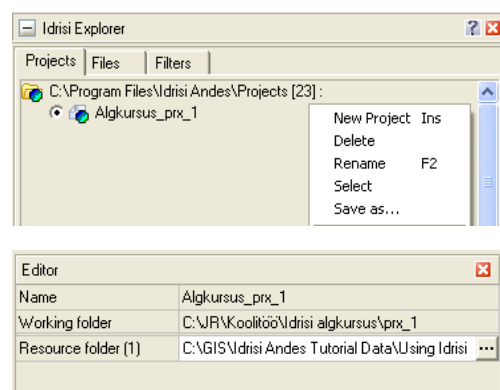 Idrisi Explorer
Projects Files Filters
C:\Program Files\Idrisi Andes\Projects [23] :
Algkursus_prx_1
New Project Ins
Delete
Rename F2
Select
Save as...
Editor
Name Algkursus_prx_1
Working folder C:\JR\Koolitöö\Idrisi algkursus\prx_1
Resource folder (1) C:\GIS\Idrisi Andes Tutorial Data\Using Idrisi ...